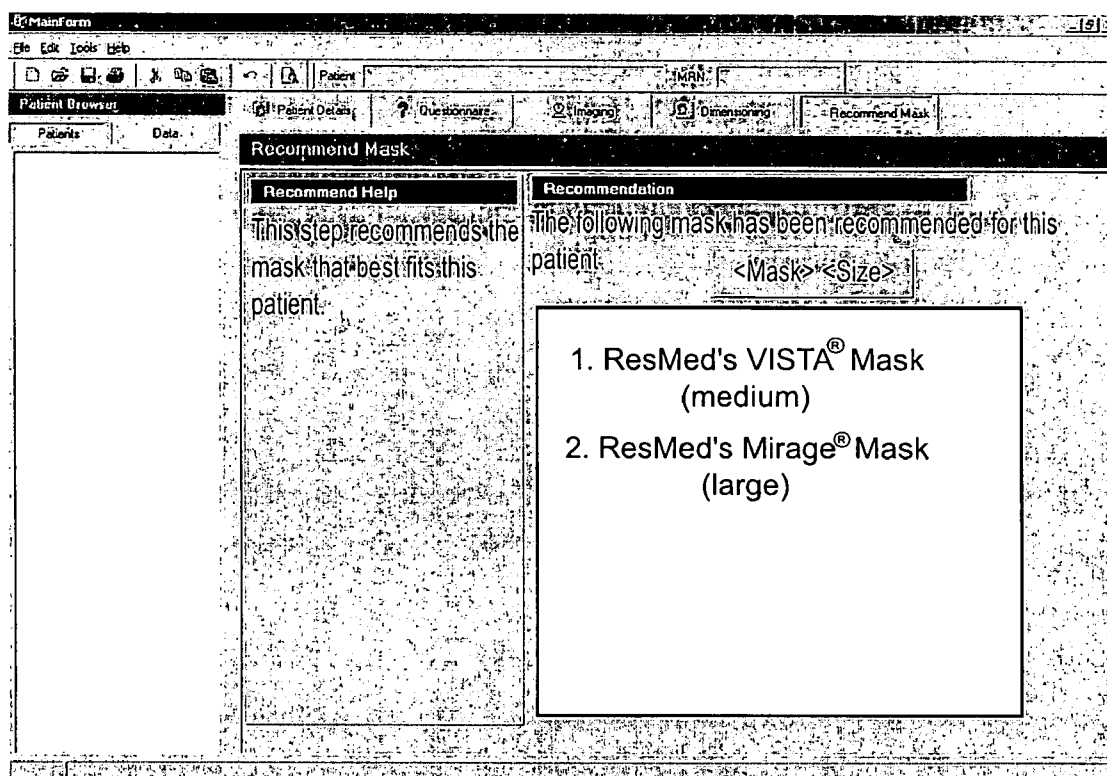 MainForm
File Edit Tools Help
Patient MRN:
Patient Browser
Patients Data
Patient Details ? Questionnaire Imaging Dimensioning Recommend Mask
Recommend Mask
Recommend Help
This step recommends the
mask that best fits this
patient.
Recommendation
The following mask has been recommended for this
patient <Mask> <Size>
1. ResMed's VISTA® Mask
(medium)
2. ResMed's Mirage® Mask
(large)